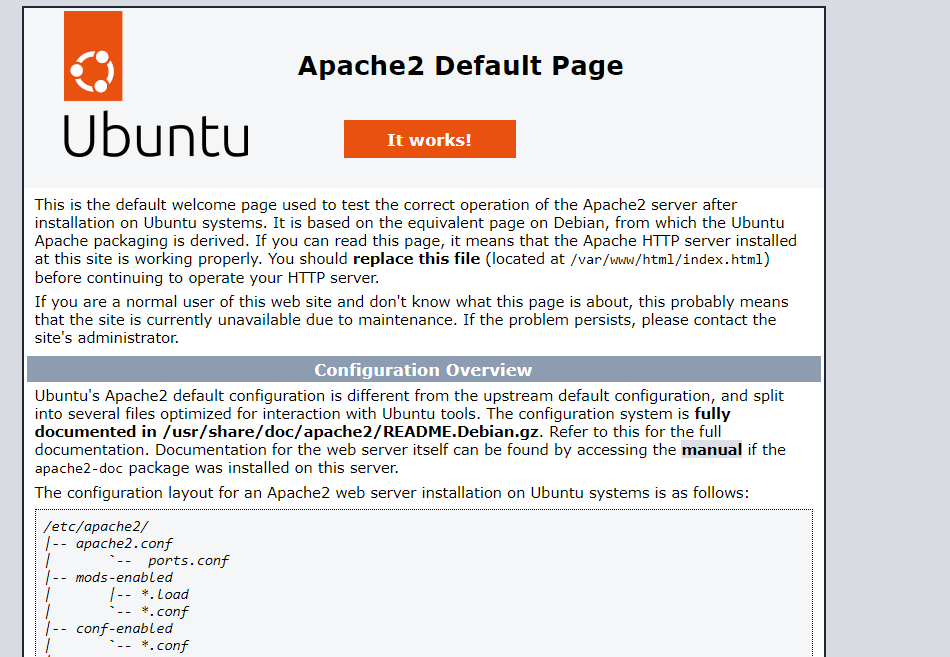 Apache2 Default Page
Ubuntu
It works!
This is the default welcome page used to test the correct operation of the Apache2 server after
installation on Ubuntu systems. It is based on the equivalent page on Debian, from which the Ubuntu
Apache packaging is derived. If you can read this page, it means that the Apache HTTP server installed
at this site is working properly. You should replace this file (located at /var/www/html/index.html)
before continuing to operate your HTTP server.
If you are a normal user of this web site and don't know what this page is about, this probably means
that the site is currently unavailable due to maintenance. If the problem persists, please contact the
site's administrator.
Configuration Overview
Ubuntu's Apache2 default configuration is different from the upstream default configuration, and split
into several files optimized for interaction with Ubuntu tools. The configuration system is fully
documented in /usr/share/doc/apache2/README.Debian.gz. Refer to this for the full
documentation. Documentation for the web server itself can be found by accessing the manual if the
apache2-doc package was installed on this server.
The configuration layout for an Apache2 web server installation on Ubuntu systems is as follows:
/etc/apache2/
|-- apache2.conf
|       `--  ports.conf
|-- mods-enabled
|       |-- *.load
|       `-- *.conf
|-- conf-enabled
|       `-- *.conf